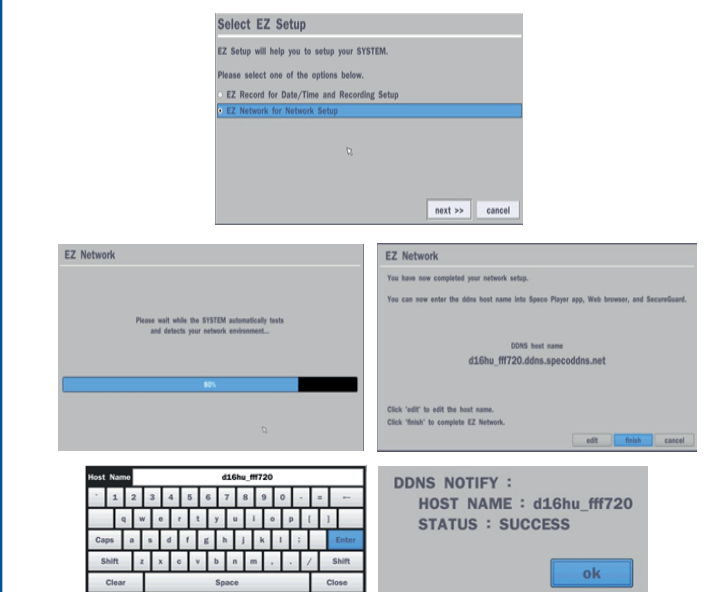 Select EZ Setup
EZ Setup will help you to setup your SYSTEM.
Please select one of the options below.
EZ Record for Date/Time and Recording Setup
EZ Network for Network Setup
next >> cancel
EZ Network
Please wait while the SYSTEM automatically tests
and detects your network environment...
80%
EZ Network
You have now completed your network setup.
You can now enter the ddns host name into Speco Player app, Web browser, and SecureGuard.
DDNS host name
d16hu_fff720.ddns.specoddns.net
Click 'edit' to edit the host name.
Click 'finish' to complete EZ Network.
edit finish cancel
Host Name d16hu_fff720
` 1 2 3 4 5 6 7 8 9 0 - = ←
q w e r t y u i o p [ ]
Caps a s d f g h j k l ; Enter
Shift z x c v b n m , . / Shift
Clear Space Close
DDNS NOTIFY :
HOST NAME : d16hu_fff720
STATUS : SUCCESS
ok